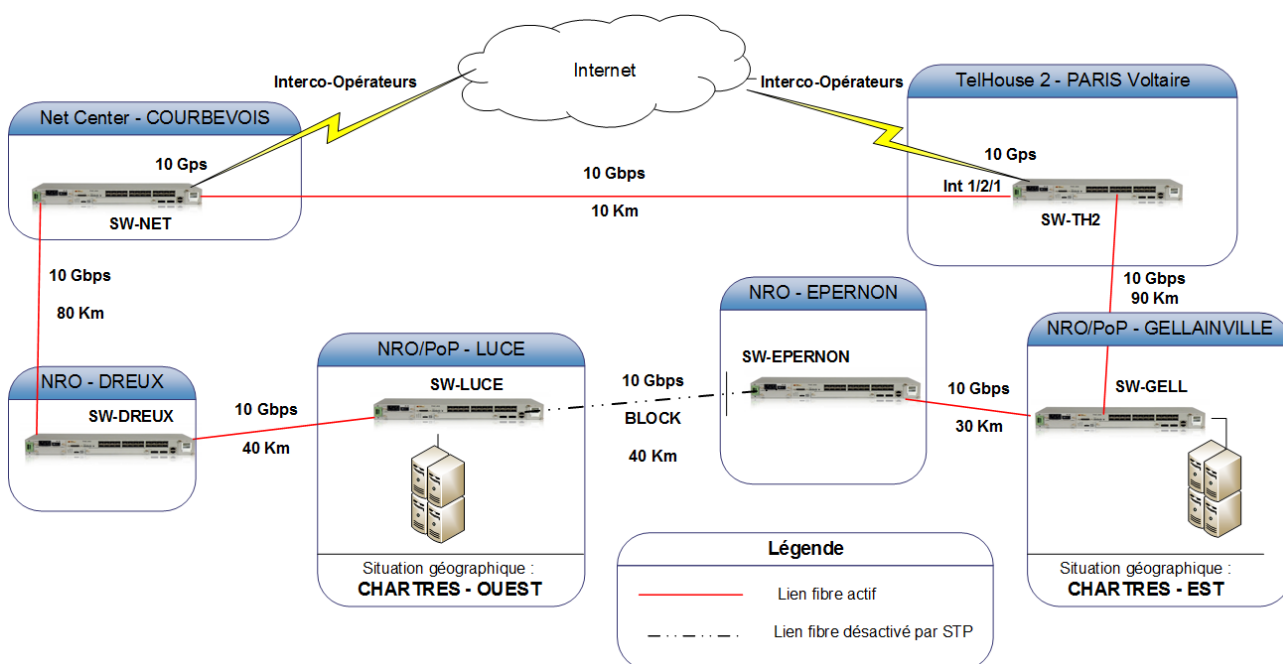 Internet
Interco-Opérateurs
Interco-Opérateurs
TelHouse 2 - PARIS Voltaire
Net Center - COURBEVOIS
10 Gps
10 Gps
10 Gbps
Int 1/2/1
10 Km
SW-NET
SW-TH2
10 Gbps
80 Km
10 Gbps
90 Km
NRO - EPERNON
NRO/PoP - GELLAINVILLE
NRO/PoP - LUCE
SW-EPERNON
NRO - DREUX
SW-LUCE
SW-GELL
SW-DREUX
10 Gbps
40 Km
10 Gbps
BLOCK
40 Km
10 Gbps
30 Km
Légende
Lien fibre actif
Lien fibre désactivé par STP
Situation géographique :
CHARTRES - OUEST
Situation géographique :
CHARTRES - EST